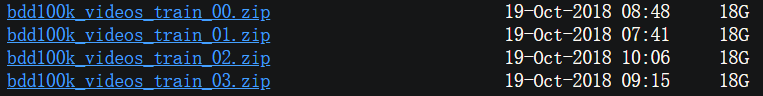 bdd100k_videos_train_00.zip 19-Oct-2018 08:48 18G
bdd100k_videos_train_01.zip 19-Oct-2018 07:41 18G
bdd100k_videos_train_02.zip 19-Oct-2018 10:06 18G
bdd100k_videos_train_03.zip 19-Oct-2018 09:15 18G